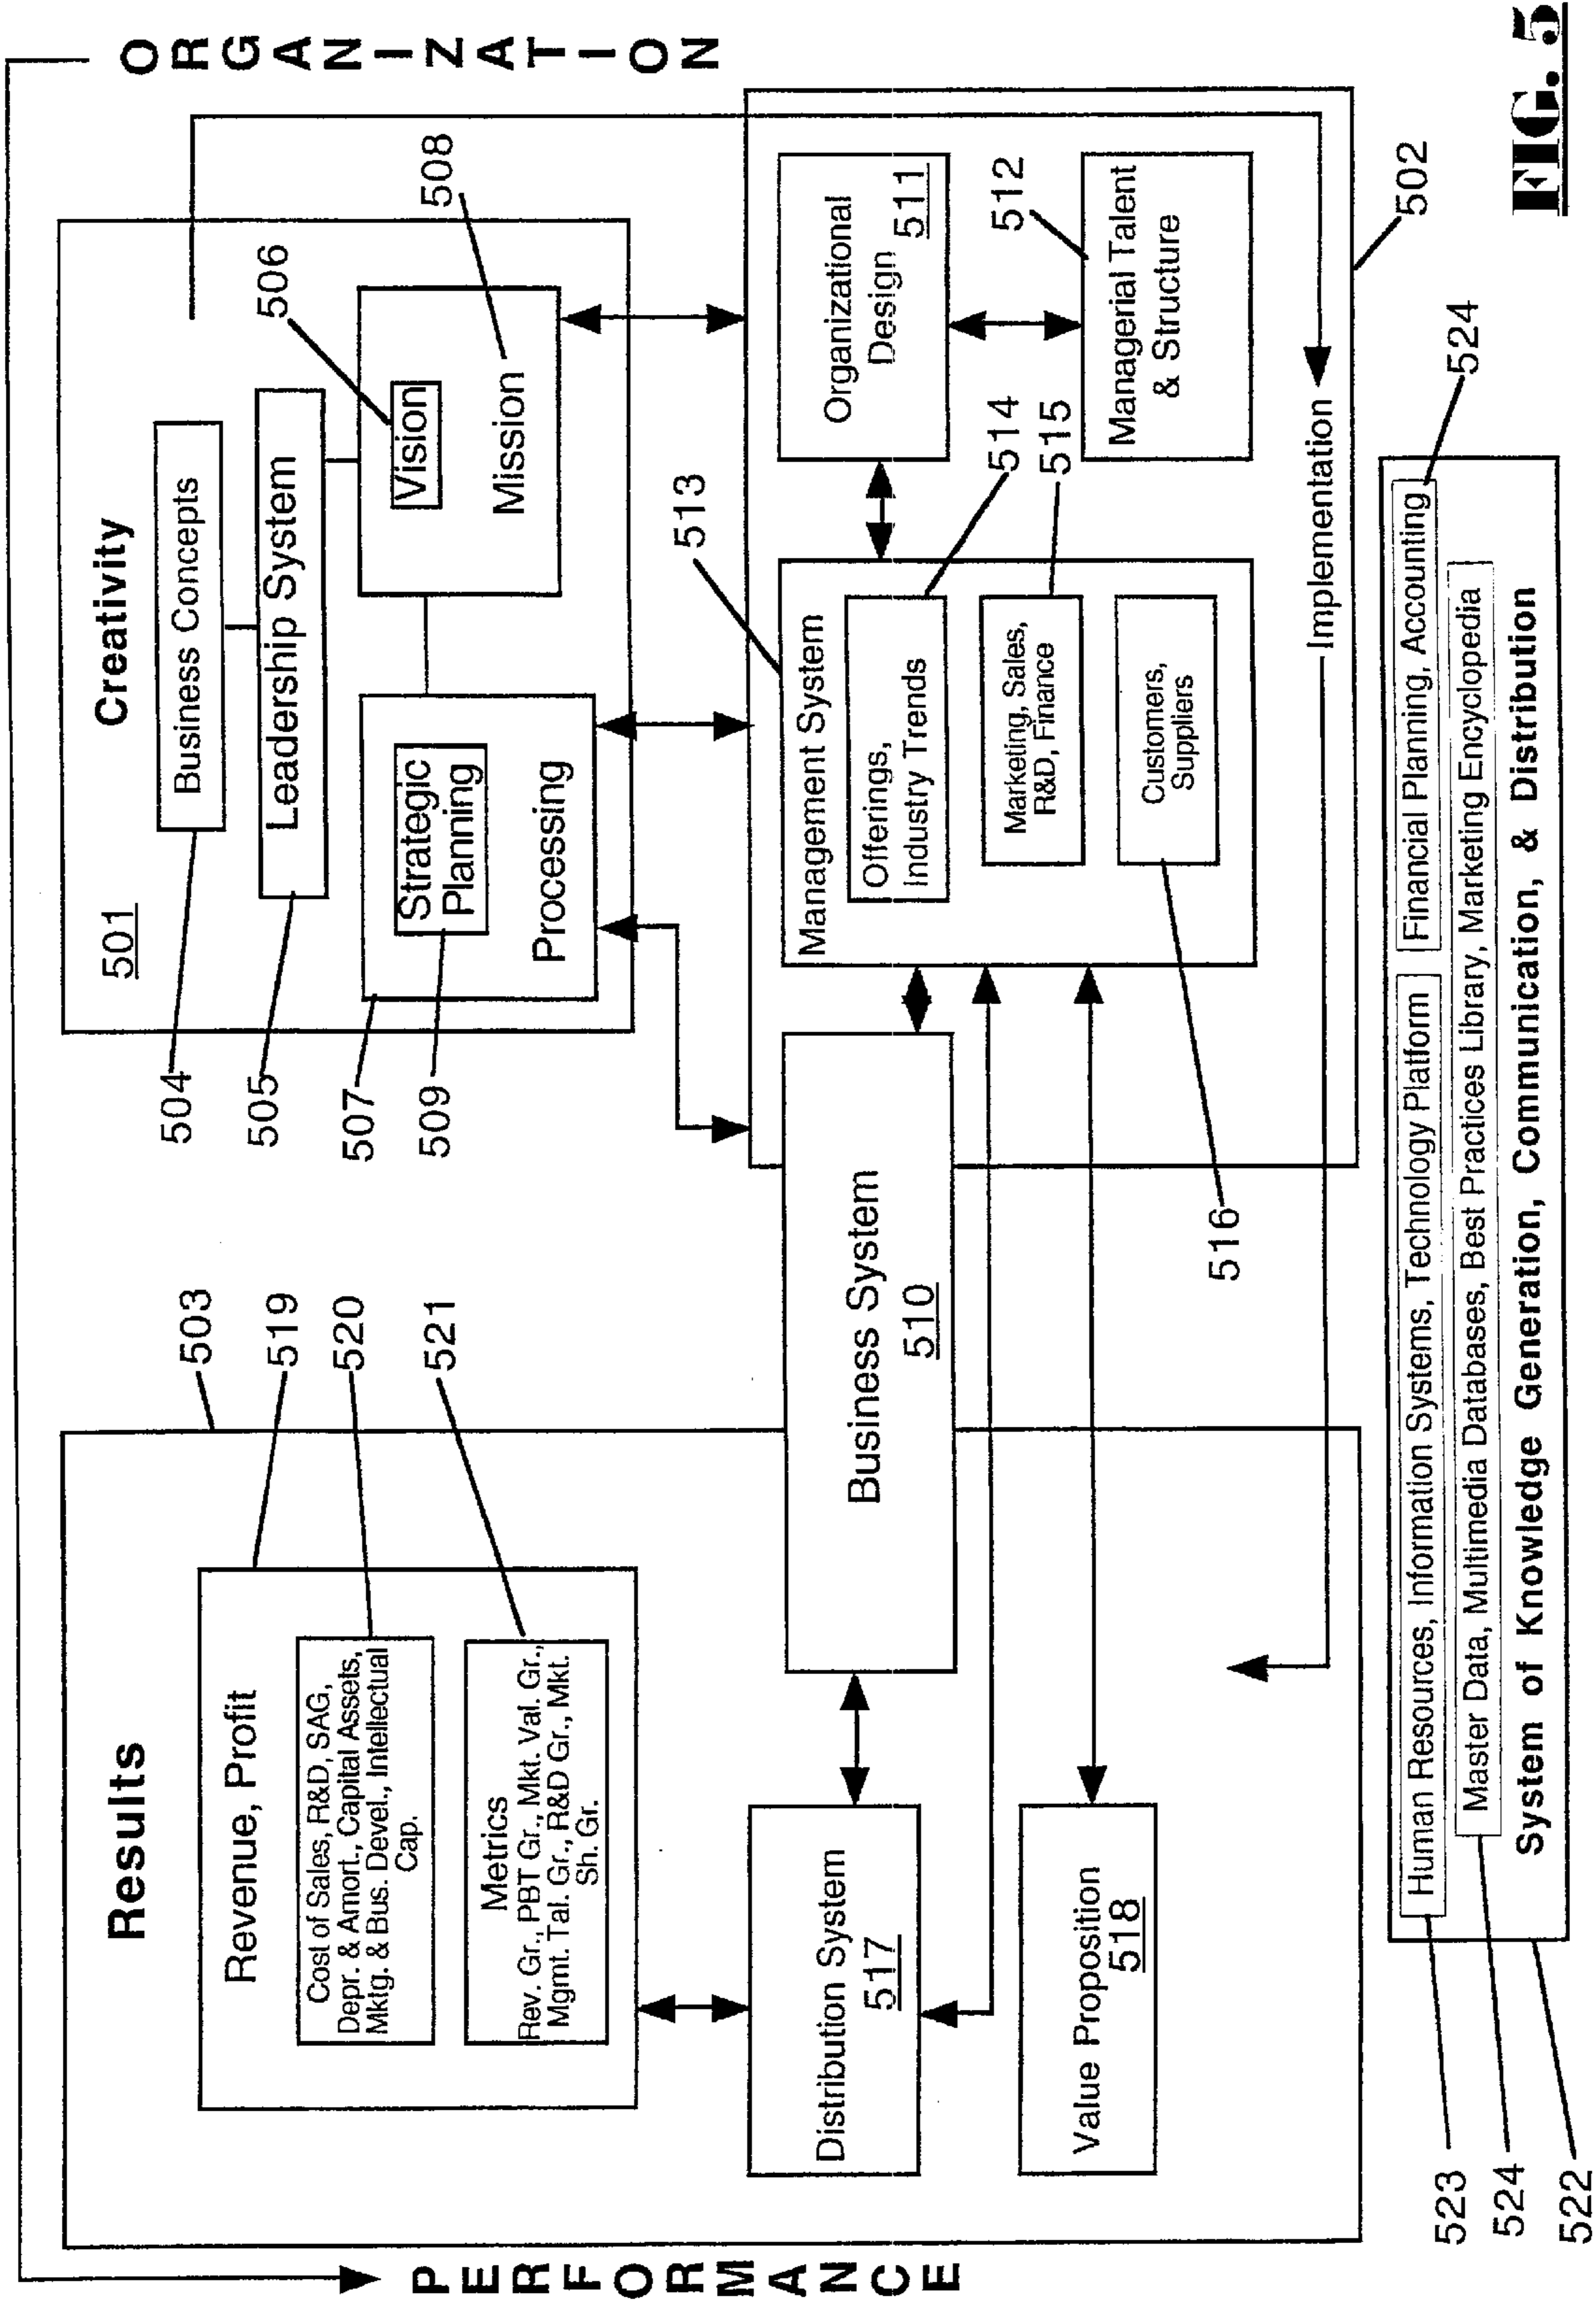 ORGANIZATION
PERFORMANCE
Results
503
Revenue, Profit
519
Cost of Sales, R&D, SAG,
Depr. & Amort., Capital Assets,
Mktg. & Bus. Devel., Intellectual
Cap.
520
Metrics
Rev. Gr., PBT Gr., Mkt. Val. Gr.,
Mgmt. Tal. Gr., R&D Gr., Mkt.
Sh. Gr.
521
Distribution System
517
Value Proposition
518
Business System
510
Creativity
501
Business Concepts
504
Leadership System
505
Strategic
Planning
Processing
507
509
Vision
Mission
506
508
Management System
513
Offerings,
Industry Trends
514
Marketing, Sales,
R&D, Finance
515
Customers,
Suppliers
516
Organizational
Design
511
Managerial Talent
& Structure
512
Implementation
502
Human Resources, Information Systems, Technology Platform
Financial Planning, Accounting
524
Master Data, Multimedia Databases, Best Practices Library, Marketing Encyclopedia
System of Knowledge Generation, Communication, & Distribution
523
524
522
FIG. 5